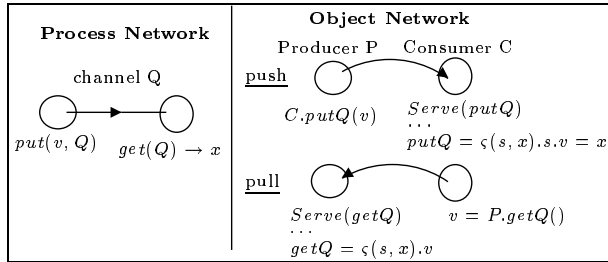 Process Network
channel Q
put(v, Q)
get(Q) → x
Object Network
Producer P
Consumer C
push
C.putQ(v)
Serve(putQ)
...
putQ = ς(s, x).s.v = x
pull
Serve(getQ)
...
getQ = ς(s, x).v
v = P.getQ()